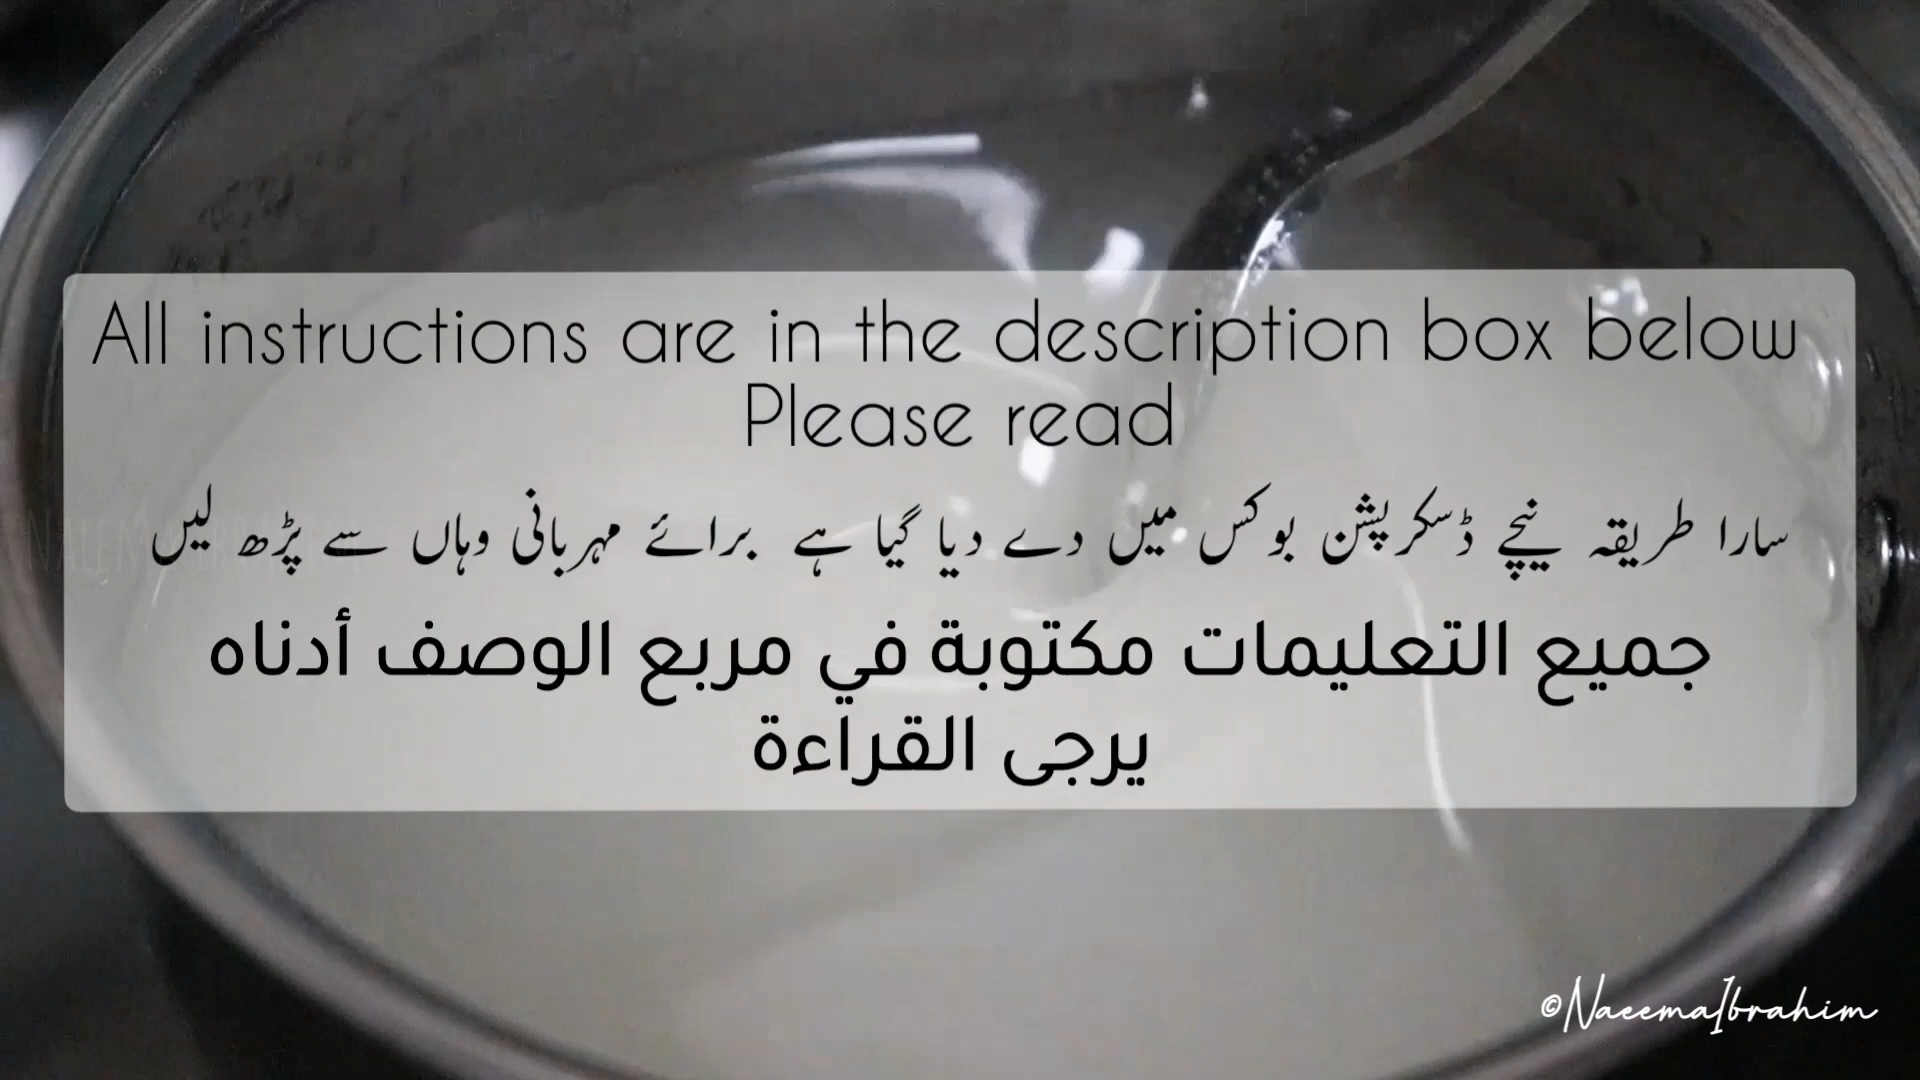 All instructions are in the description box below
Please read
سارا طریقہ نیچے ڈسکرپشن بوکس میں دے دیا گیا ہے برائے مہربانی وہاں سے پڑھ لیں
جميع التعليمات مكتوبة في مربع الوصف أدناه
يرجى القراءة
©NaeemaIbrahim